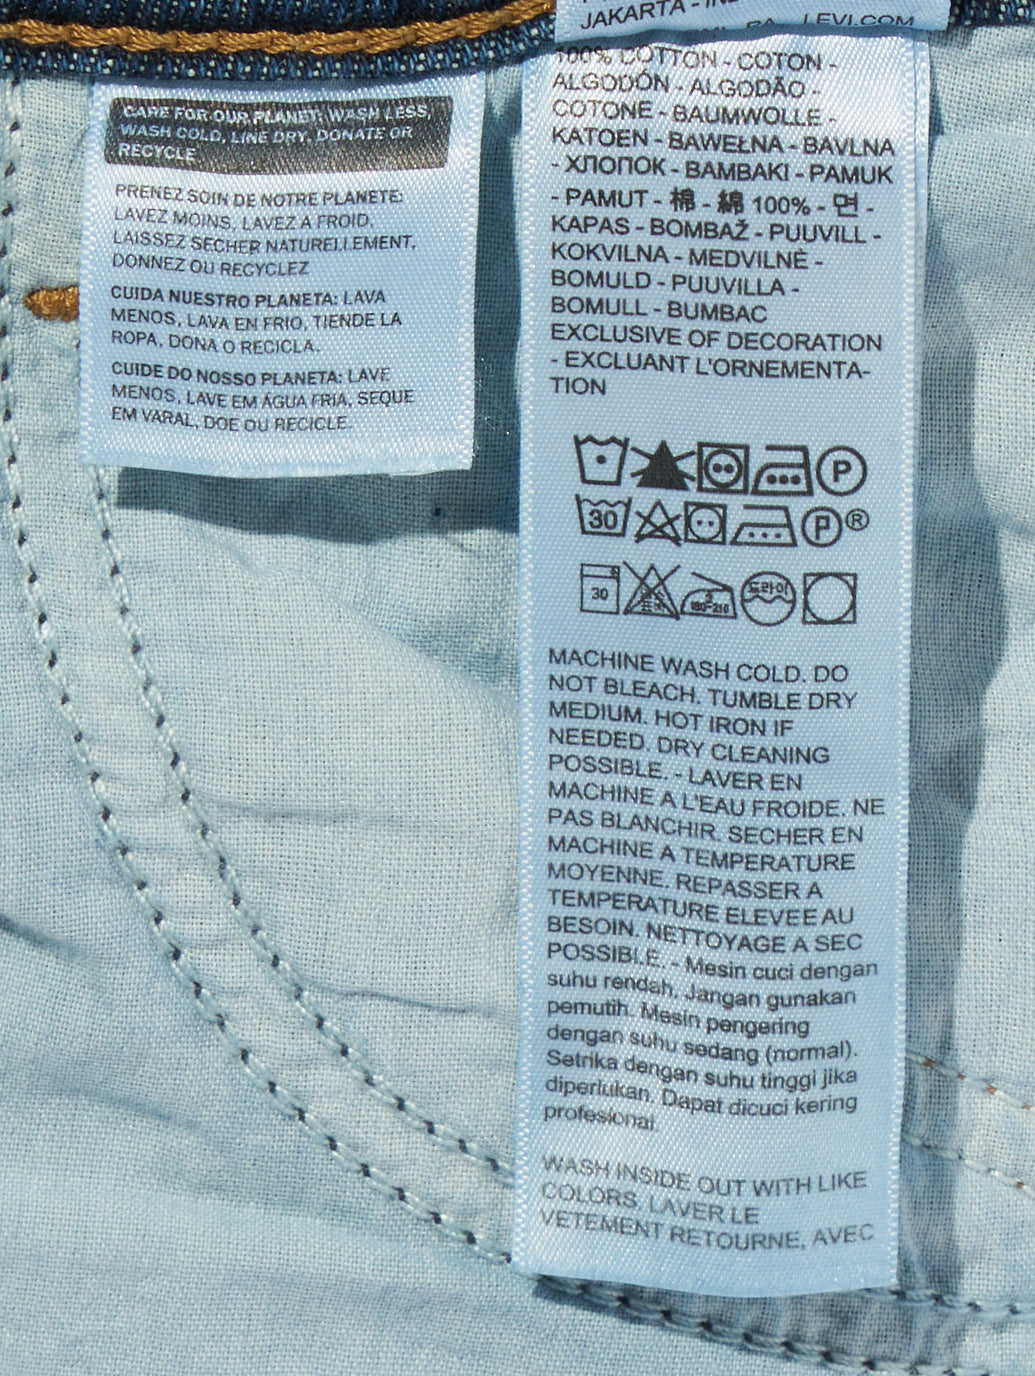 CARE FOR OUR PLANET: WASH LESS,
WASH COLD, LINE DRY, DONATE OR
RECYCLE
PRENEZ SOIN DE NOTRE PLANETE:
LAVEZ MOINS, LAVEZ A FROID,
LAISSEZ SECHER NATURELLEMENT,
DONNEZ OU RECYCLEZ
CUIDA NUESTRO PLANETA: LAVA
MENOS, LAVA EN FRIO, TIENDE LA
ROPA, DONA O RECICLA.
CUIDE DO NOSSO PLANETA: LAVE
MENOS, LAVE EM ÁGUA FRIA, SEQUE
EM VARAL, DOE OU RECICLE.
JAKARTA -
LEVI.COM
100% COTTON - COTON -
ALGODÓN - ALGODÃO -
COTONE - BAUMWOLLE -
KATOEN - BAWEŁNA - BAVLNA
- ХЛОПОК - BAMBAKI - PAMUK
- PAMUT - 棉 - 綿 100% - 면 -
KAPAS - BOMBAŽ - PUUVILL -
KOKVILNA - MEDVILNĖ -
BOMULD - PUUVILLA -
BOMULL - BUMBAC
EXCLUSIVE OF DECORATION
- EXCLUANT L'ORNEMENTA-
TION
P
30 P ®
30 180-210 드라이
MACHINE WASH COLD. DO
NOT BLEACH. TUMBLE DRY
MEDIUM. HOT IRON IF
NEEDED. DRY CLEANING
POSSIBLE. - LAVER EN
MACHINE A L'EAU FROIDE. NE
PAS BLANCHIR. SECHER EN
MACHINE A TEMPERATURE
MOYENNE. REPASSER A
TEMPERATURE ELEVEE AU
BESOIN. NETTOYAGE A SEC
POSSIBLE. - Mesin cuci dengan
suhu rendah. Jangan gunakan
pemutih. Mesin pengering
dengan suhu sedang (normal).
Setrika dengan suhu tinggi jika
diperlukan. Dapat dicuci kering
profesional.
WASH INSIDE OUT WITH LIKE
COLORS, LAVER LE
VETEMENT RETOURNE, AVEC